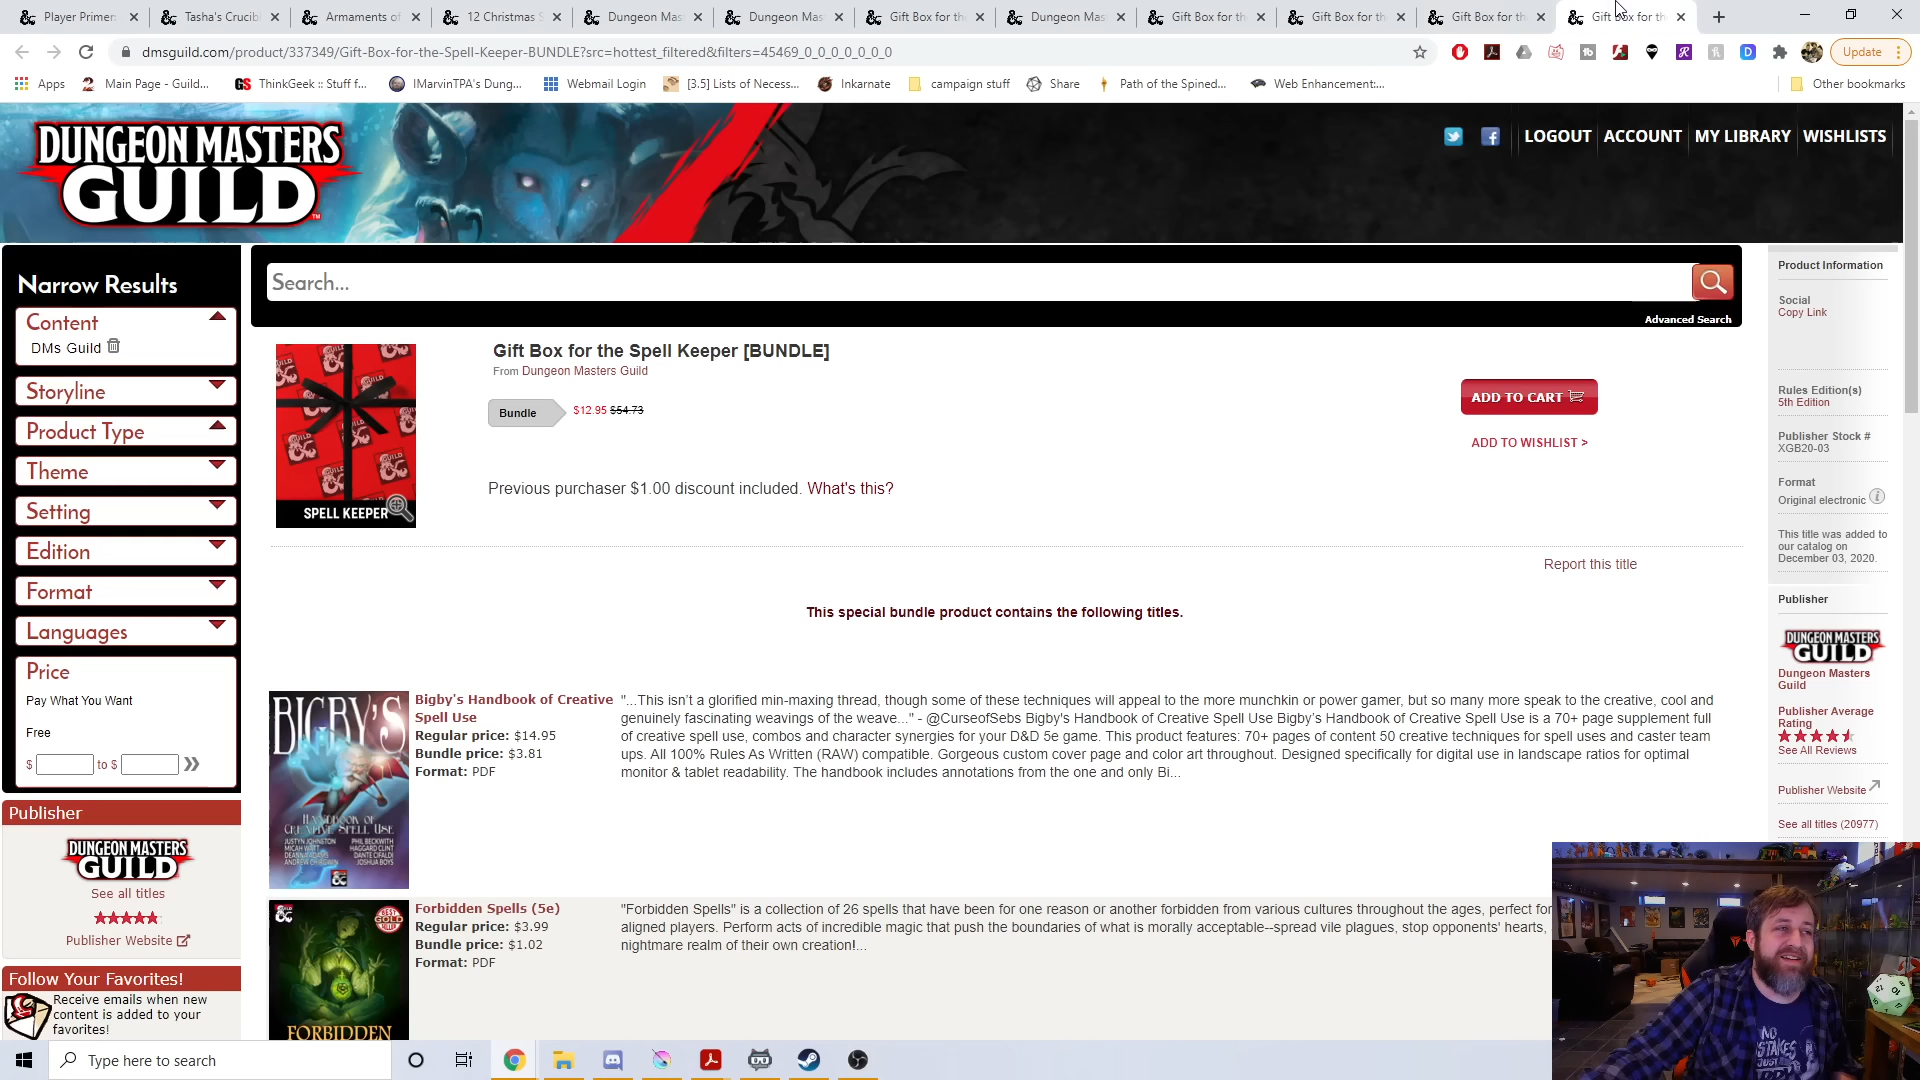 Player Primer:
Tasha's Crucibl
Armaments of
12 Christmas S
Dungeon Mas
Dungeon Mas
Gift Box for th
Dungeon Mas
Gift Box for th
Gift Box for th
Gift Box for th
Gift Box for th
dmsguild.com/product/337349/Gift-Box-for-the-Spell-Keeper-BUNDLE?src=hottest_filtered&filters=45469_0_0_0_0_0_0_0
Update
Apps
Main Page - Guild...
ThinkGeek :: Stuff f...
IMarvinTPA's Dung...
Webmail Login
[3.5] Lists of Necess...
Inkarnate
campaign stuff
Share
Path of the Spined...
Web Enhancement:...
Other bookmarks
DUNGEON MASTERS
GUILD
LOGOUT
ACCOUNT
MY LIBRARY
WISHLISTS
Narrow Results
Content
DMs Guild
Storyline
Product Type
Theme
Setting
Edition
Format
Languages
Price
Pay What You Want
Free
$ to $ »
Publisher
DUNGEON MASTERS
GUILD
See all titles
Publisher Website
Follow Your Favorites!
Receive emails when new
content is added to your
favorites!
Search...
Advanced Search
SPELL KEEPER
Gift Box for the Spell Keeper [BUNDLE]
From Dungeon Masters Guild
Bundle
$12.95 $54.73
ADD TO CART
ADD TO WISHLIST >
Previous purchaser $1.00 discount included. What's this?
Report this title
This special bundle product contains the following titles.
BIGBY'S
HANDBOOK OF
CREATIVE SPELL USE
JUSTYN JOHNSTON
MICAH WATT
DEANNA ADAMS
PHIL BECKWITH
HAGGARD CLINT
DANTE CIFALDI
JOSHUA BOYS
Bigby's Handbook of Creative
Spell Use
Regular price: $14.95
Bundle price: $3.81
Format: PDF
"...This isn't a glorified min-maxing thread, though some of these techniques will appeal to the more munchkin or power gamer, but so many more speak to the creative, cool and
genuinely fascinating weavings of the weave..." - @CurseofSebs Bigby's Handbook of Creative Spell Use Bigby's Handbook of Creative Spell Use is a 70+ page supplement full
of creative spell use, combos and character synergies for your D&D 5e game. This product features: 70+ pages of content 50 creative techniques for spell uses and caster team
ups. All 100% Rules As Written (RAW) compatible. Gorgeous custom cover page and color art throughout. Designed specifically for digital use in landscape ratios for optimal
monitor & tablet readability. The handbook includes annotations from the one and only Bi...
FORBIDDEN
Forbidden Spells (5e)
Regular price: $3.99
Bundle price: $1.02
Format: PDF
"Forbidden Spells" is a collection of 26 spells that have been for one reason or another forbidden from various cultures throughout the ages, perfect for
aligned players. Perform acts of incredible magic that push the boundaries of what is morally acceptable--spread vile plagues, stop opponents' hearts,
nightmare realm of their own creation!...
Product Information
Social
Copy Link
Rules Edition(s)
5th Edition
Publisher Stock #
XGB20-03
Format
Original electronic
This title was added to
our catalog on
December 03, 2020.
Publisher
DUNGEON MASTERS
GUILD
Dungeon Masters
Guild
Publisher Average
Rating
See All Reviews
Publisher Website
See all titles (20977)
NO
MISTAKES
JUST
Type here to search